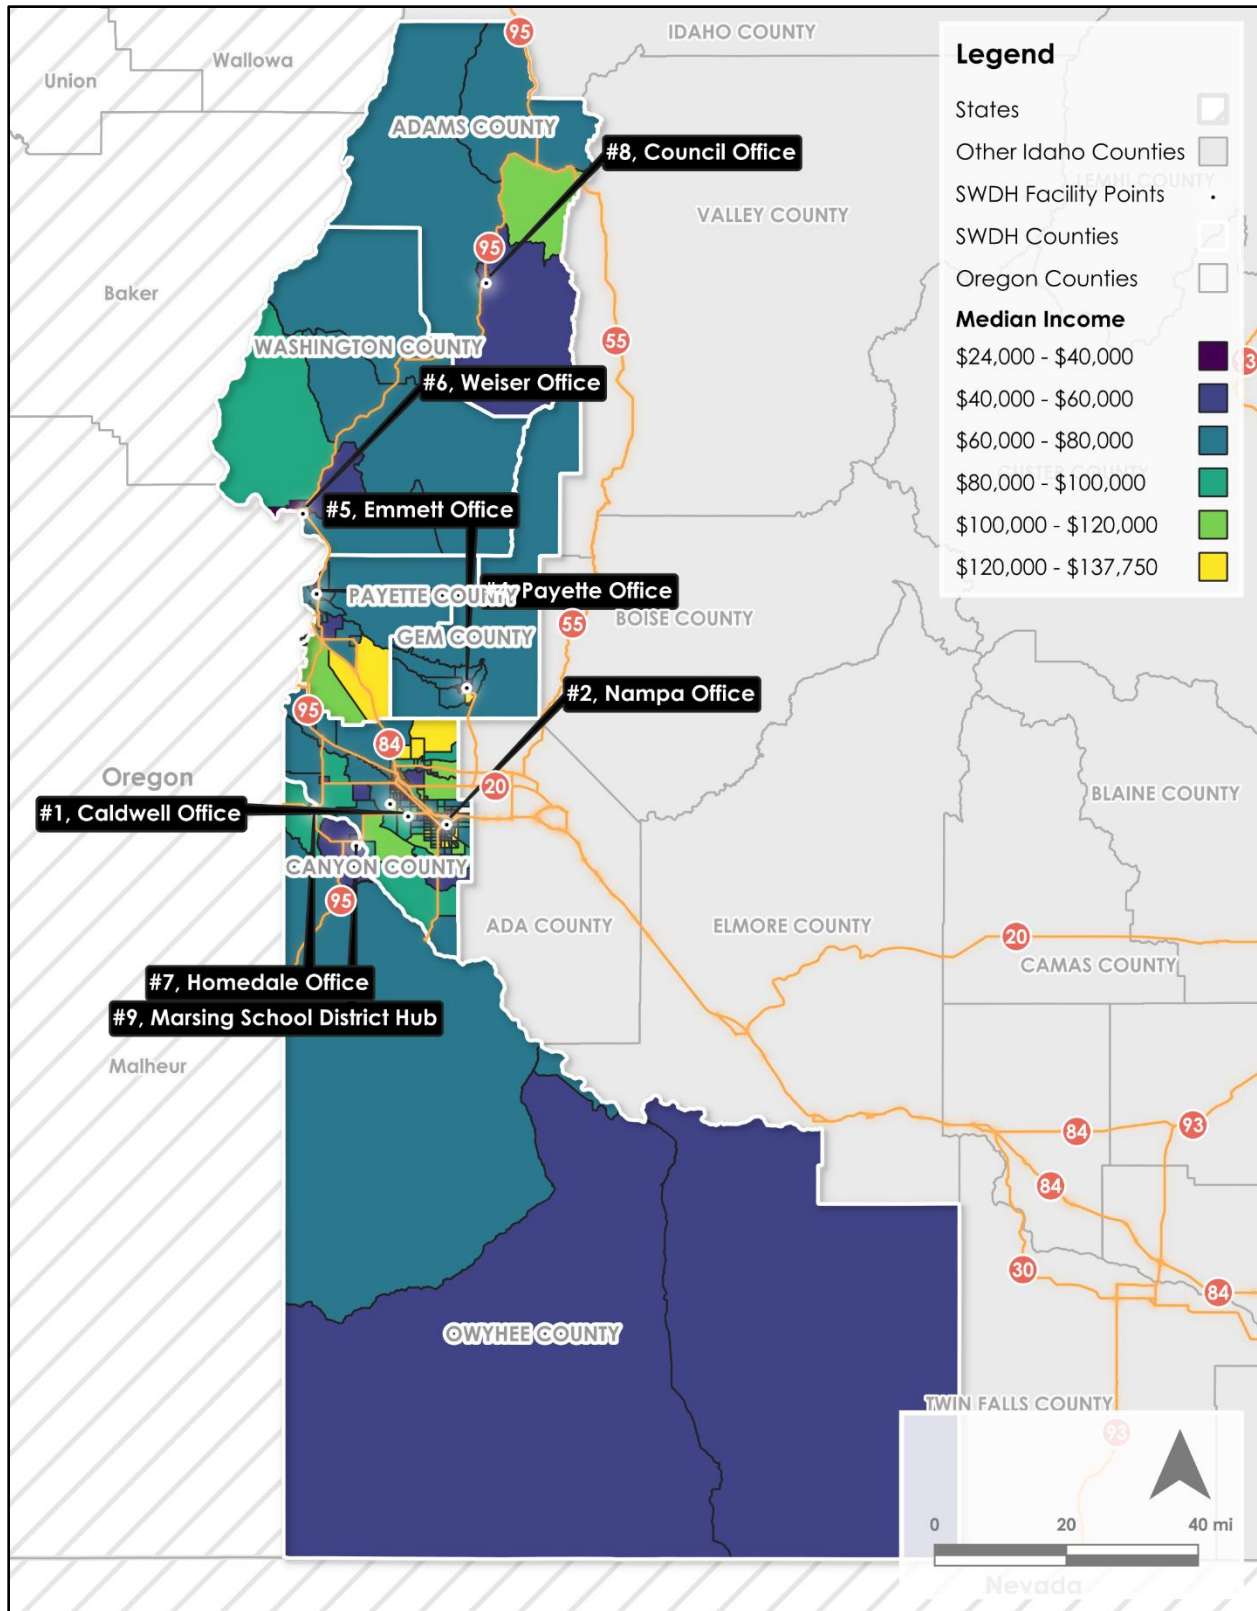 95
IDAHO COUNTY
Legend
Wallowa
Union
States
ADAMS COUNTY
Other Idaho Counties
#8, Council Office
LEMHI COUNTY
SWDH Facility Points
VALLEY COUNTY
SWDH Counties
95
Oregon Counties
Baker
Median Income
55
WASHINGTON COUNTY
$24,000 - $40,000
93
#6, Weiser Office
$40,000 - $60,000
$60,000 - $80,000
CUSTER COUNTY
$80,000 - $100,000
#5, Emmett Office
$100,000 - $120,000
$120,000 - $137,750
PAYETTE COUNTY
Payette Office
55
BOISE COUNTY
GEM COUNTY
#2, Nampa Office
95
84
Oregon
20
BLAINE COUNTY
#1, Caldwell Office
CANYON COUNTY
95
ADA COUNTY
ELMORE COUNTY
20
CAMAS COUNTY
#7, Homedale Office
#9, Marsing School District Hub
Malheur
84
93
84
30
84
OWYHEE COUNTY
TWIN FALLS COUNTY
93
0 20 40 mi
Nevada